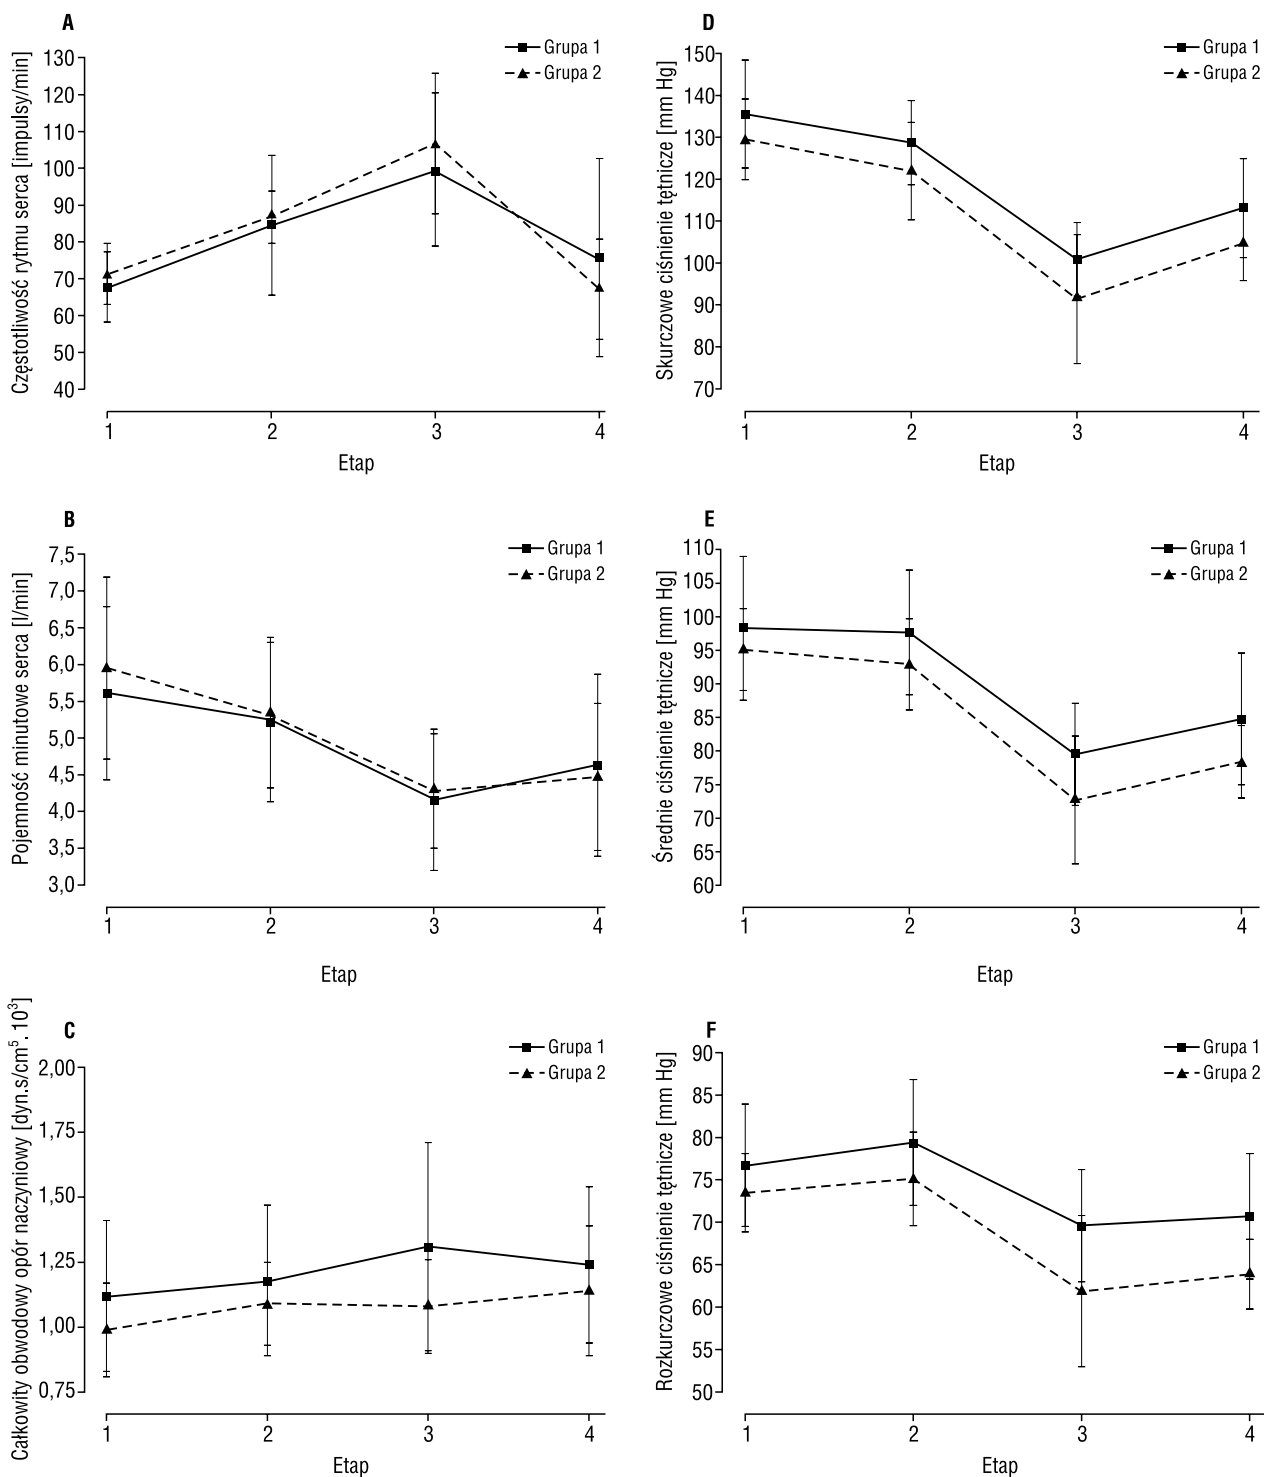 A
Częstotliwość rytmu serca [impulsy/min]
130
120
110
100
90
80
70
60
50
40
Grupa 1
Grupa 2
1 2 3 4
Etap
D
Skurczowe ciśnienie tętnicze [mm Hg]
150
140
130
120
110
100
90
80
70
Grupa 1
Grupa 2
1 2 3 4
Etap
B
Pojemność minutowe serca [l/min]
7,5
7,0
6,5
6,0
5,5
5,0
4,5
4,0
3,5
3,0
Grupa 1
Grupa 2
1 2 3 4
Etap
E
Średnie ciśnienie tętnicze [mm Hg]
110
105
100
95
90
85
80
75
70
65
60
Grupa 1
Grupa 2
1 2 3 4
Etap
C
Całkowity obwodowy opór naczyniowy [dyn.s/cm⁵.10³]
2,00
1,75
1,50
1,25
1,00
0,75
Grupa 1
Grupa 2
1 2 3 4
Etap
F
Rozkurczowe ciśnienie tętnicze [mm Hg]
90
85
80
75
70
65
60
55
50
Grupa 1
Grupa 2
1 2 3 4
Etap